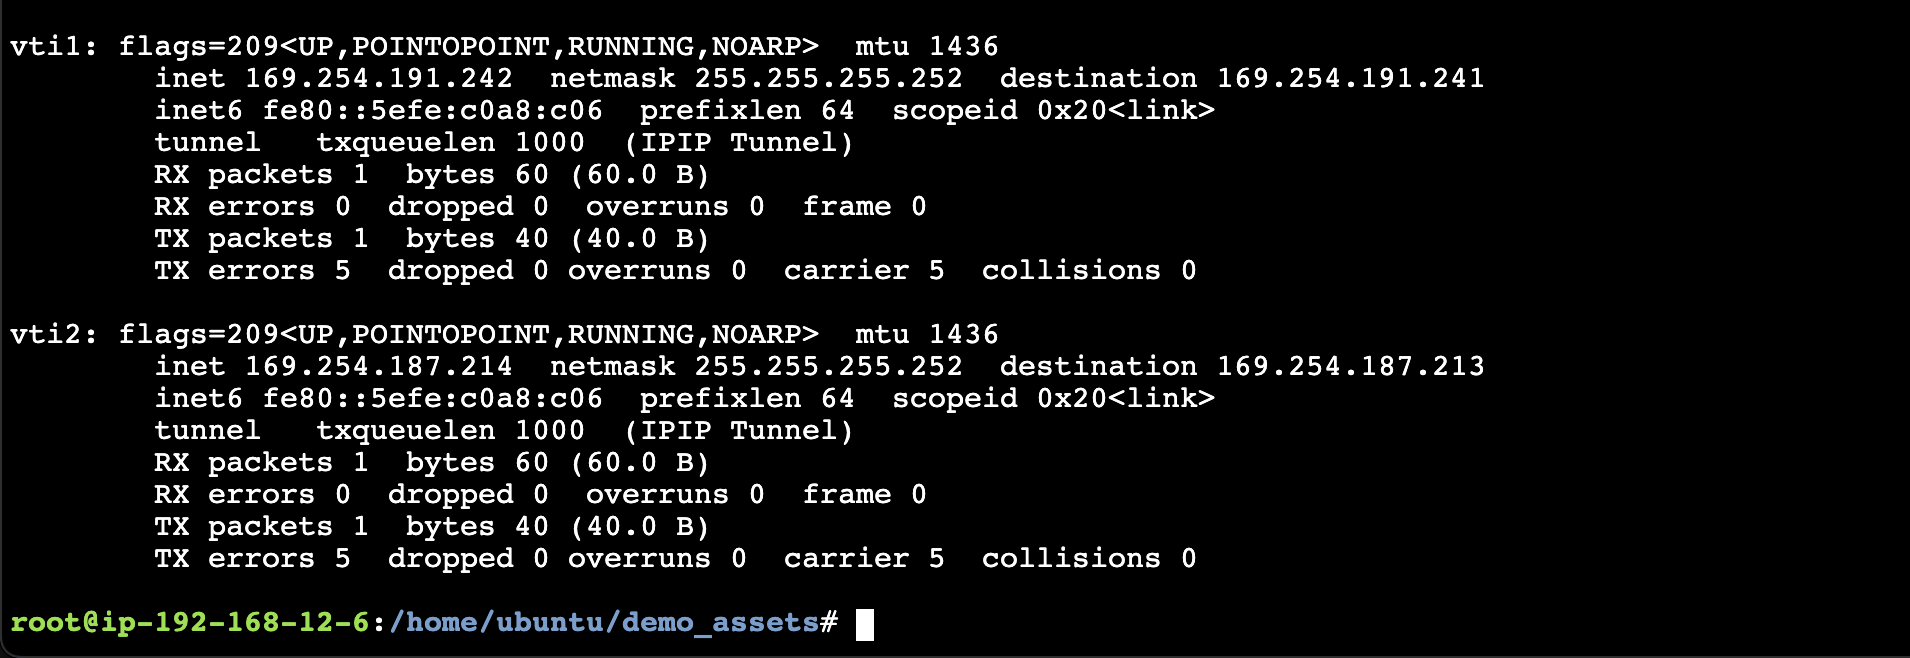 vti1: flags=209<UP,POINTOPOINT,RUNNING,NOARP>  mtu 1436
        inet 169.254.191.242  netmask 255.255.255.252  destination 169.254.191.241
        inet6 fe80::5efe:c0a8:c06  prefixlen 64  scopeid 0x20<link>
        tunnel   txqueuelen 1000  (IPIP Tunnel)
        RX packets 1  bytes 60 (60.0 B)
        RX errors 0  dropped 0  overruns 0  frame 0
        TX packets 1  bytes 40 (40.0 B)
        TX errors 5  dropped 0 overruns 0  carrier 5  collisions 0

vti2: flags=209<UP,POINTOPOINT,RUNNING,NOARP>  mtu 1436
        inet 169.254.187.214  netmask 255.255.255.252  destination 169.254.187.213
        inet6 fe80::5efe:c0a8:c06  prefixlen 64  scopeid 0x20<link>
        tunnel   txqueuelen 1000  (IPIP Tunnel)
        RX packets 1  bytes 60 (60.0 B)
        RX errors 0  dropped 0  overruns 0  frame 0
        TX packets 1  bytes 40 (40.0 B)
        TX errors 5  dropped 0 overruns 0  carrier 5  collisions 0

root@ip-192-168-12-6:/home/ubuntu/demo_assets#